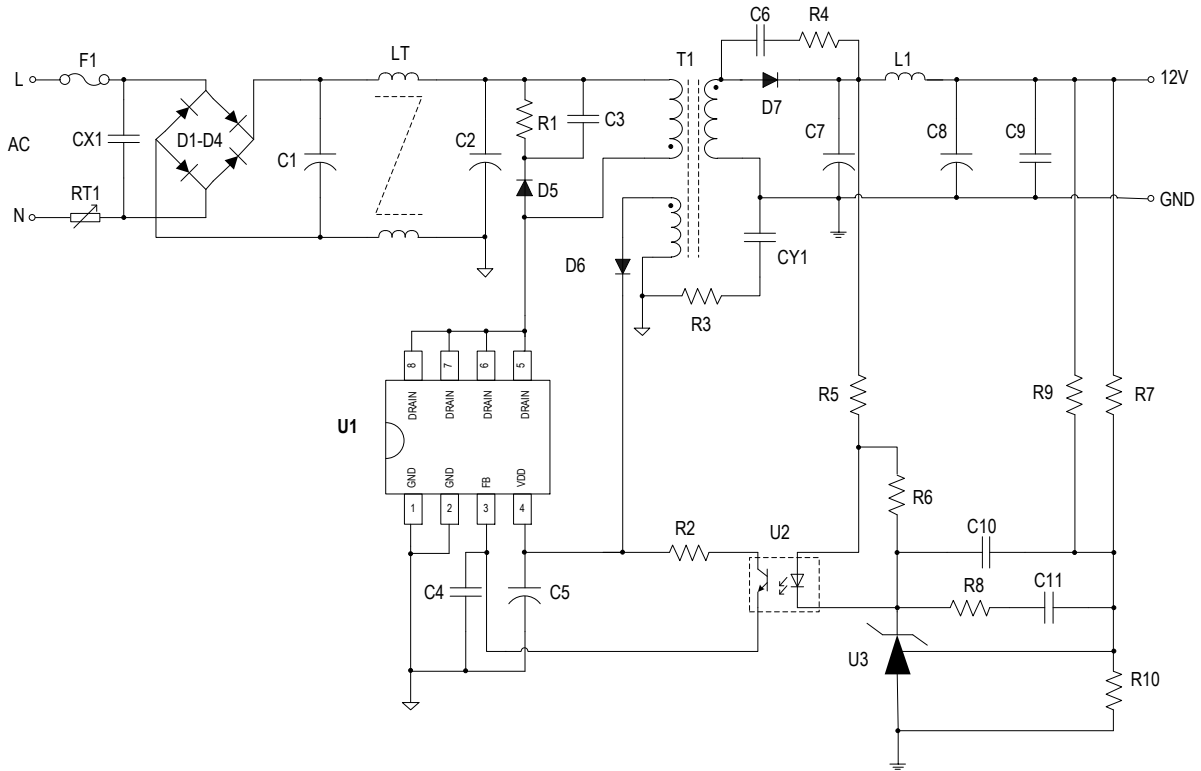 C6
R4
F1
LT
T1
L1
L
12V
D7
CX1
D1-D4
R1
C3
C1
C2
C7
C8
C9
AC
RT1
D5
N
GND
D6
CY1
R3
8
7
6
5
DRAIN
DRAIN
DRAIN
DRAIN
R5
R9
R7
U1
GND
GND
FB
VDD
1
2
3
4
R6
R2
U2
C10
C4
C5
R8
C11
U3
R10